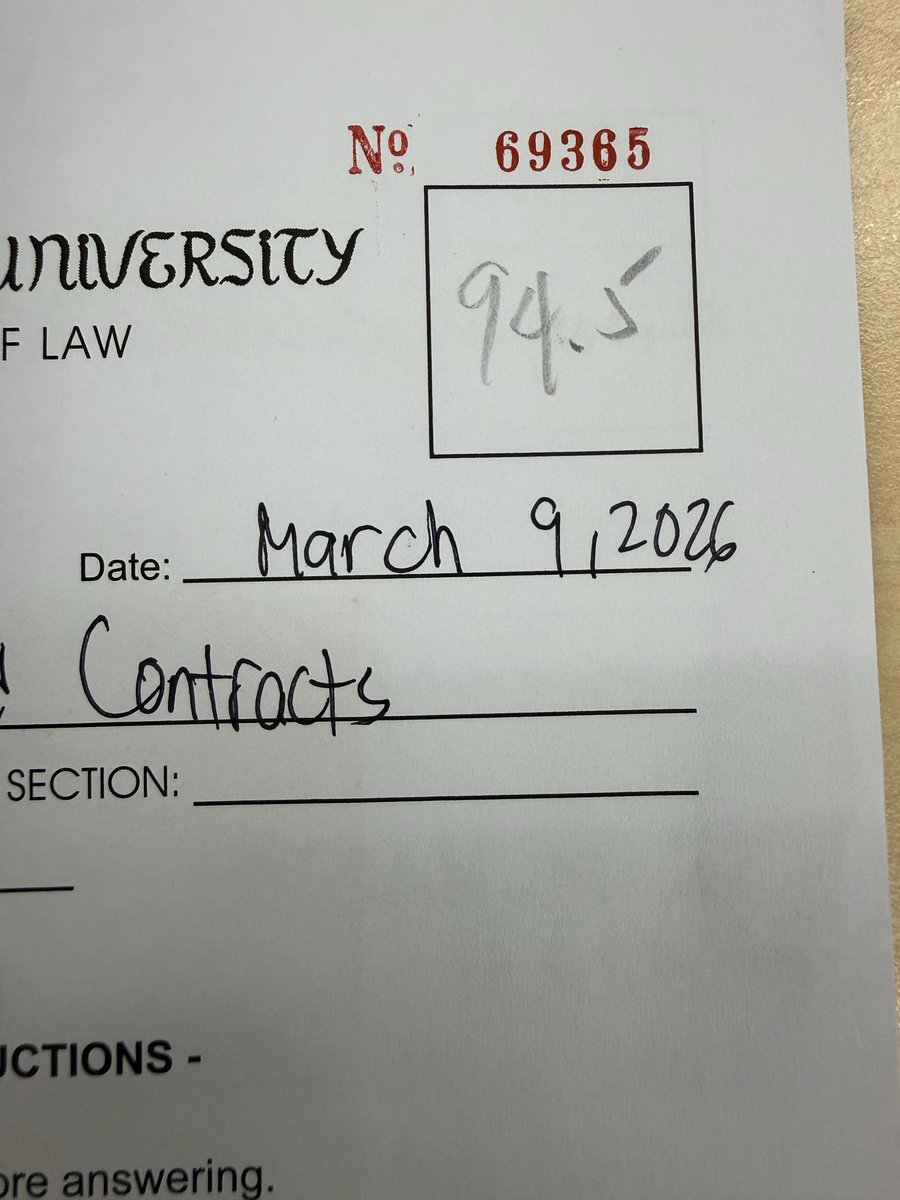 No. 69365
UNIVERSITY
F LAW
94.5
Date: March 9, 2026
Contracts
SECTION:
UCTIONS -
ore answering.